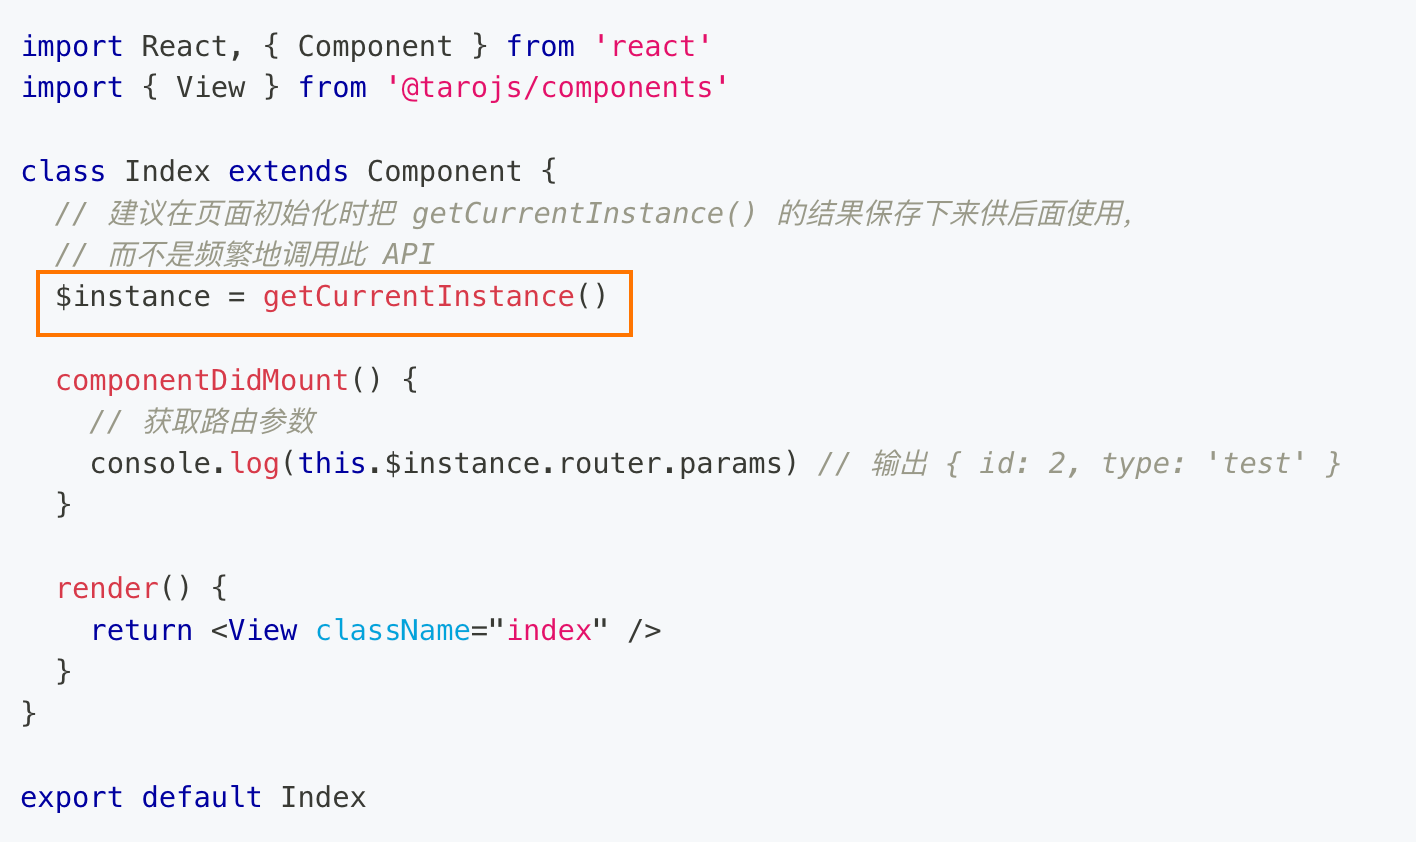 import React, { Component } from 'react'
import { View } from '@tarojs/components'
class Index extends Component {
// 建议在页面初始化时把 getCurrentInstance() 的结果保存下来供后面使用，
// 而不是频繁地调用此 API
$instance = getCurrentInstance()
componentDidMount() {
// 获取路由参数
console.log(this.$instance.router.params) // 输出 { id: 2, type: 'test' }
}
render() {
return <View className="index" />
}
}
export default Index